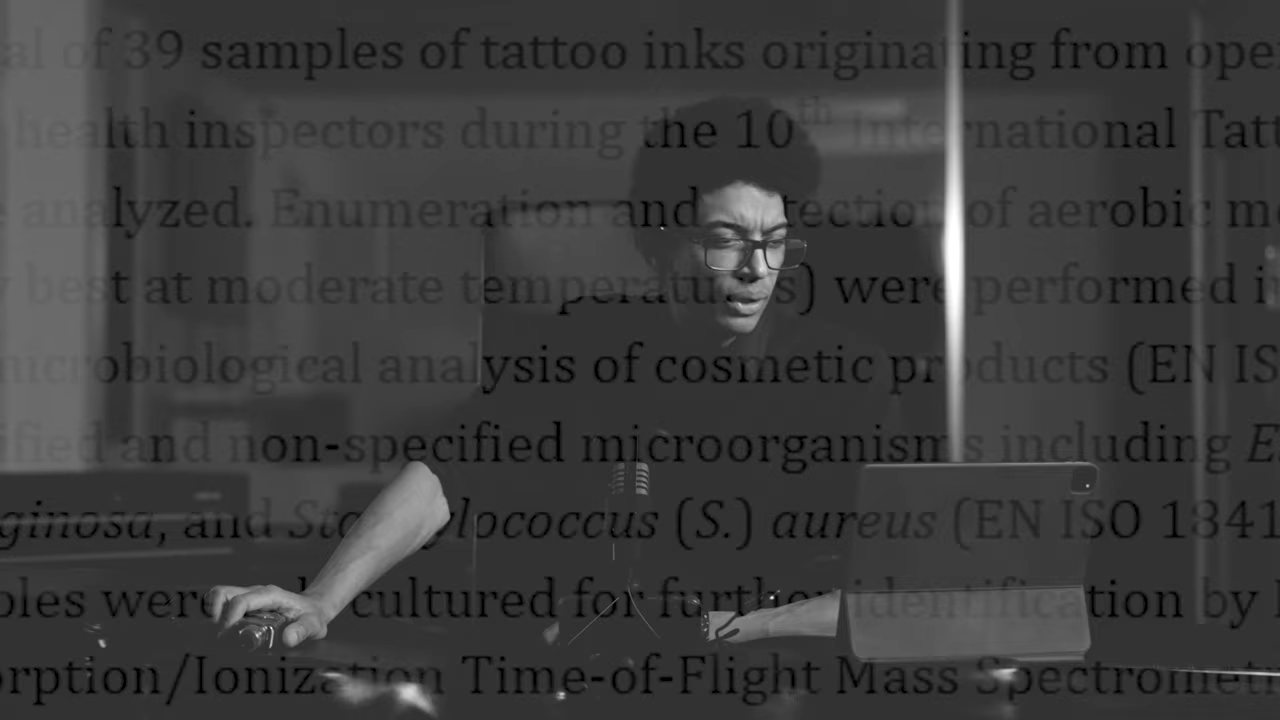 al of 39 samples of tattoo inks originating from ope
health inspectors during the 10th International Tatt
analyzed. Enumeration and detection of aerobic m
best at moderate temperatures) were performed i
microbiological analysis of cosmetic products (EN IS
ified and non-specified microorganisms including E
ginosa, and Staphylococcus (S.) aureus (EN ISO 1841
ples were cultured for further identification by
orption/Ionization Time-of-Flight Mass Spectrometr